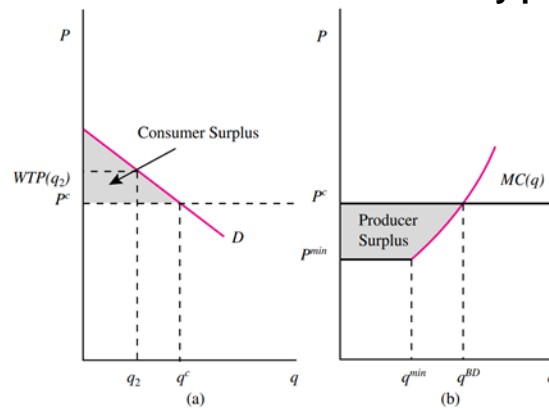 P
Consumer Surplus
WTP(q₂)
Pᶜ
D
q₂
qᶜ
q
(a)
P
MC(q)
Pᶜ
Producer
Surplus
Pᵐⁱⁿ
qᵐⁱⁿ
qᴮᴰ
(b)